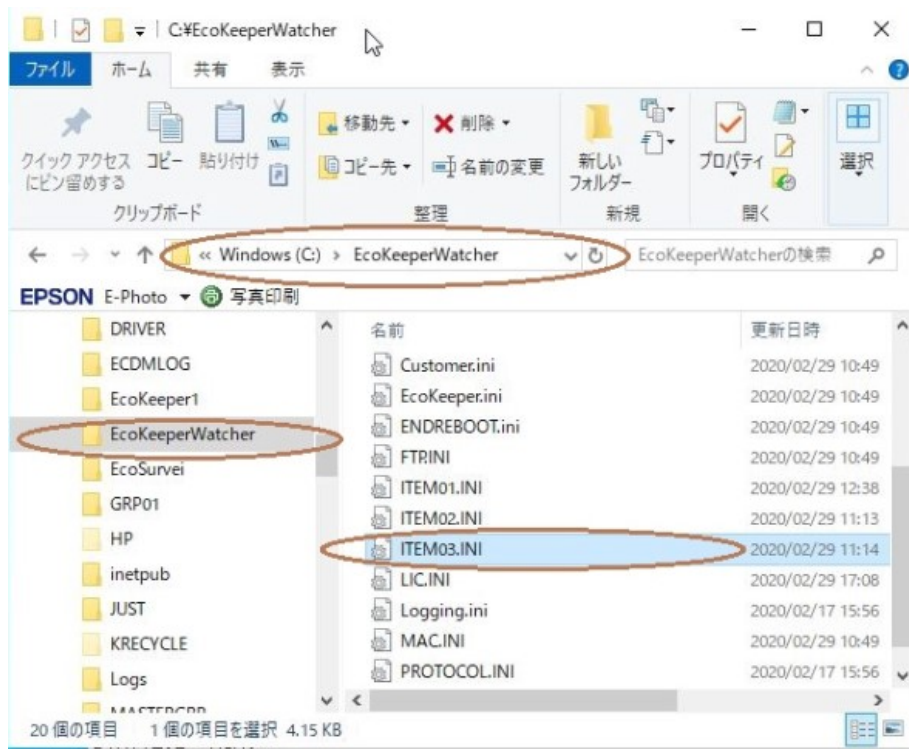 C:¥EcoKeeperWatcher
ファイル ホーム 共有 表示
クイック アクセスにピン留めする
コピー
貼り付け
移動先
コピー先
削除
名前の変更
新しいフォルダー
プロパティ
選択
クリップボード 整理 新規 開く
« Windows (C:) › EcoKeeperWatcher
EcoKeeperWatcherの検索
EPSON E-Photo 写真印刷
DRIVER
ECDMLOG
EcoKeeper1
EcoKeeperWatcher
EcoSurvei
GRP01
HP
inetpub
JUST
KRECYCLE
Logs
MASTERGRP
名前 更新日時
Customer.ini 2020/02/29 10:49
EcoKeeper.ini 2020/02/29 10:49
ENDREBOOT.ini 2020/02/29 10:49
FTP.INI 2020/02/29 10:49
ITEM01.INI 2020/02/29 12:38
ITEM02.INI 2020/02/29 11:13
ITEM03.INI 2020/02/29 11:14
LIC.INI 2020/02/29 17:08
Logging.ini 2020/02/17 15:56
MAC.INI 2020/02/29 10:49
PROTOCOL.INI 2020/02/17 15:56
20 個の項目 1 個の項目を選択 4.15 KB